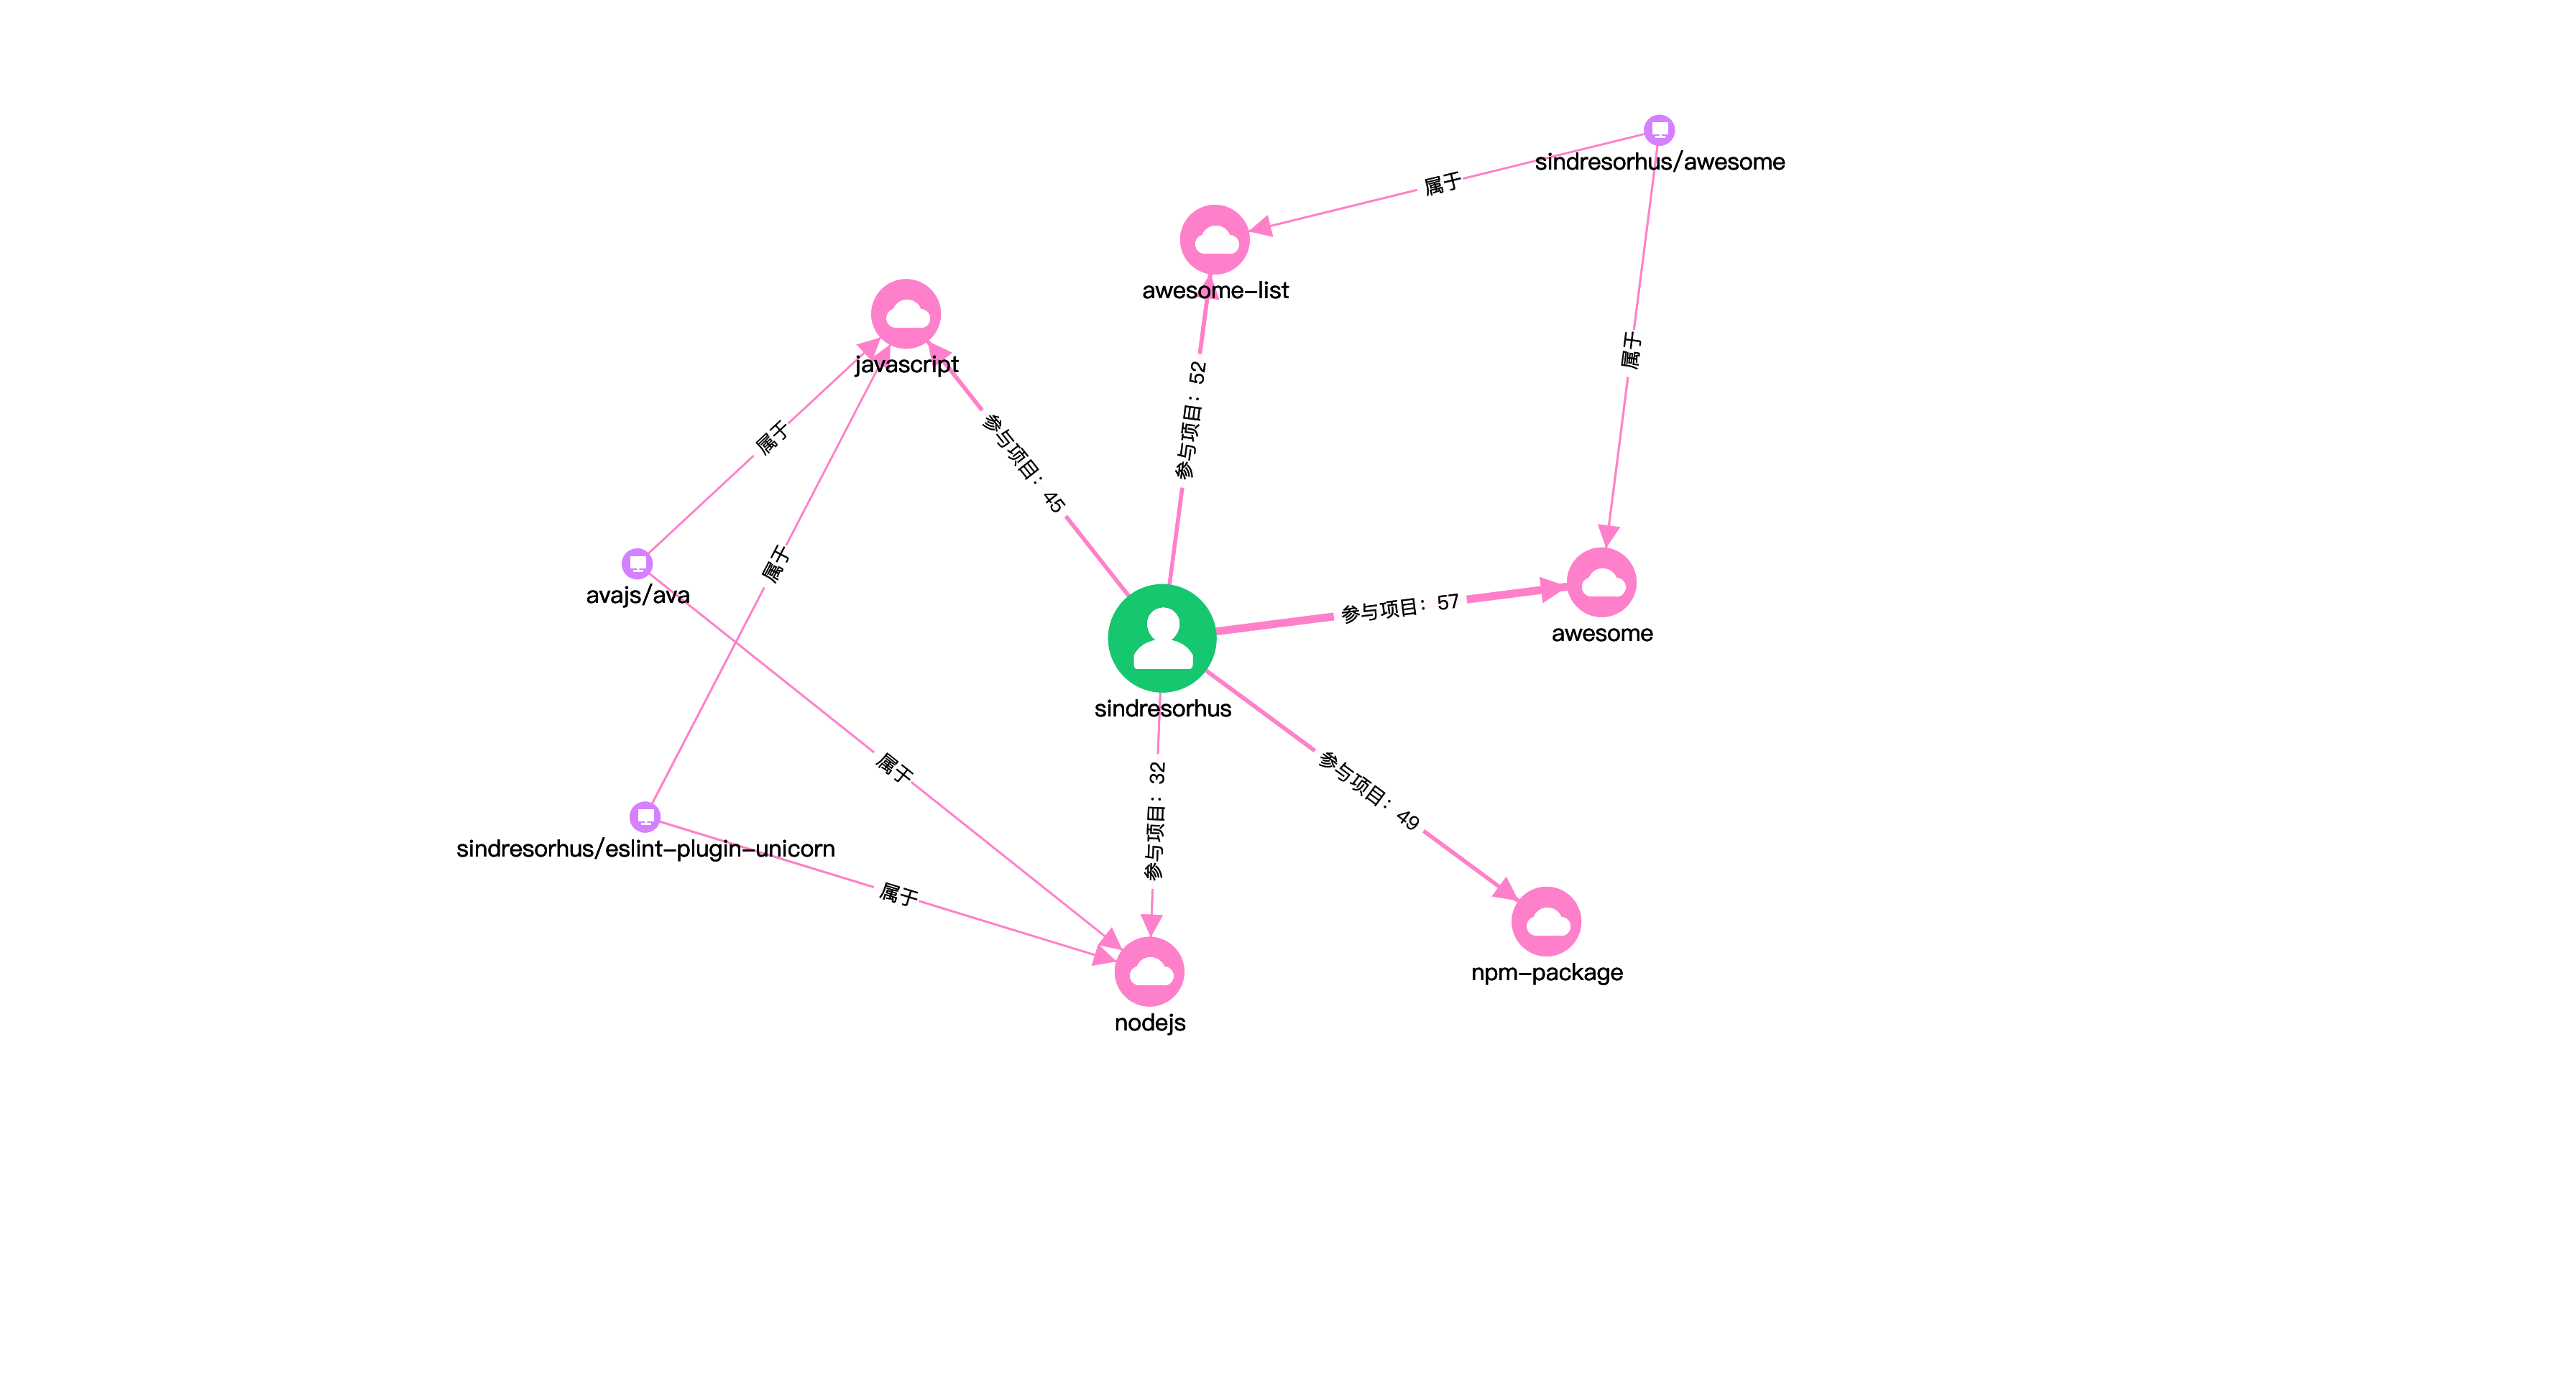 sindresorhus/awesome
属于
awesome-list
属于
javascript
参与项目：52
属于
参与项目：45
属于
avajs/ava
参与项目：57
awesome
sindresorhus
属于
参与项目：32
参与项目：49
sindresorhus/eslint-plugin-unicorn
属于
npm-package
nodejs